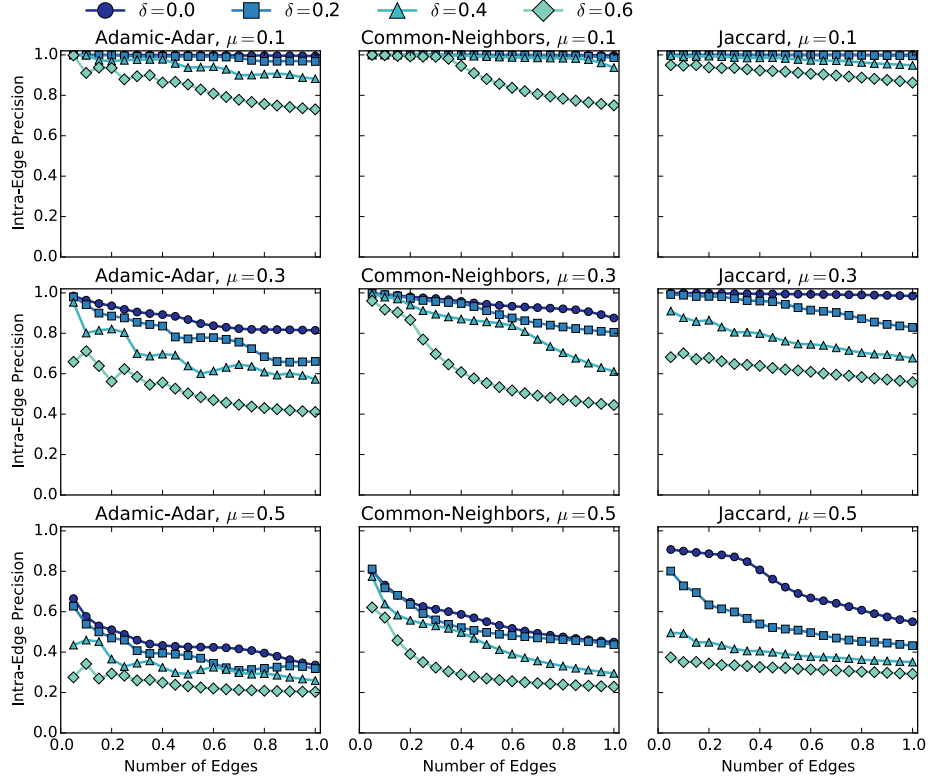 δ=0.0 δ=0.2 δ=0.4 δ=0.6
Adamic-Adar, μ=0.1 Common-Neighbors, μ=0.1 Jaccard, μ=0.1
1.0
0.8
0.6
0.4
0.2
0.0
Intra-Edge Precision
Adamic-Adar, μ=0.3 Common-Neighbors, μ=0.3 Jaccard, μ=0.3
1.0
0.8
0.6
0.4
0.2
0.0
Intra-Edge Precision
Adamic-Adar, μ=0.5 Common-Neighbors, μ=0.5 Jaccard, μ=0.5
1.0
0.8
0.6
0.4
0.2
0.0
Intra-Edge Precision
0.0 0.2 0.4 0.6 0.8 1.0 0.0 0.2 0.4 0.6 0.8 1.0 0.0 0.2 0.4 0.6 0.8 1.0
Number of Edges Number of Edges Number of Edges